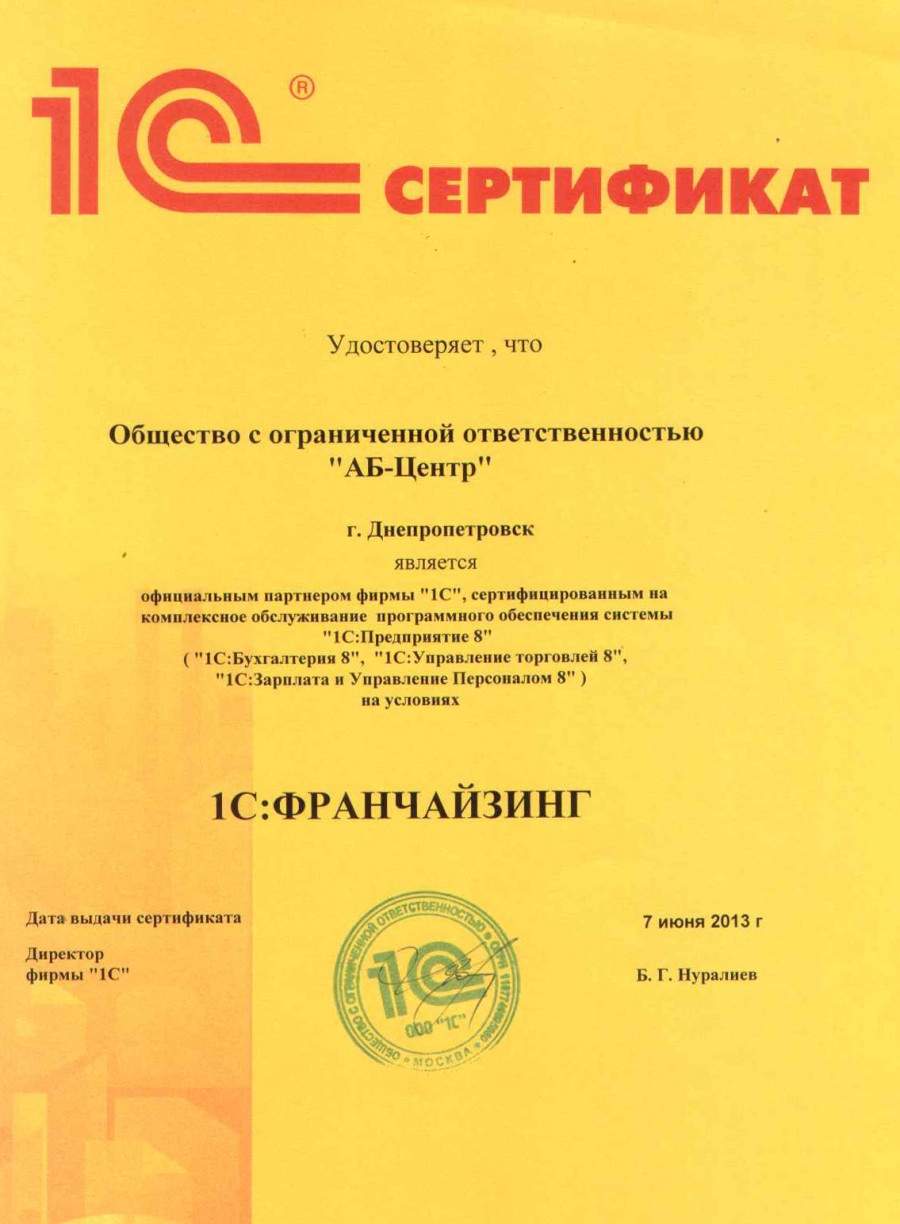 1С ®
СЕРТИФИКАТ
Удостоверяет , что
Общество с ограниченной ответственностью
"АБ-Центр"
г. Днепропетровск
является
официальным партнером фирмы "1С", сертифицированным на
комплексное обслуживание программного обеспечения системы
"1С:Предприятие 8"
( "1С:Бухгалтерия 8", "1С:Управление торговлей 8",
"1С:Зарплата и Управление Персоналом 8" )
на условиях
1С:ФРАНЧАЙЗИНГ
Дата выдачи сертификата
7 июня 2013 г
Директор
фирмы "1С"
Б. Г. Нуралиев
ОБЩЕСТВО С ОГРАНИЧЕННОЙ ОТВЕТСТВЕННОСТЬЮ
ОГРН
1С
ООО "1С"
МОСКВА